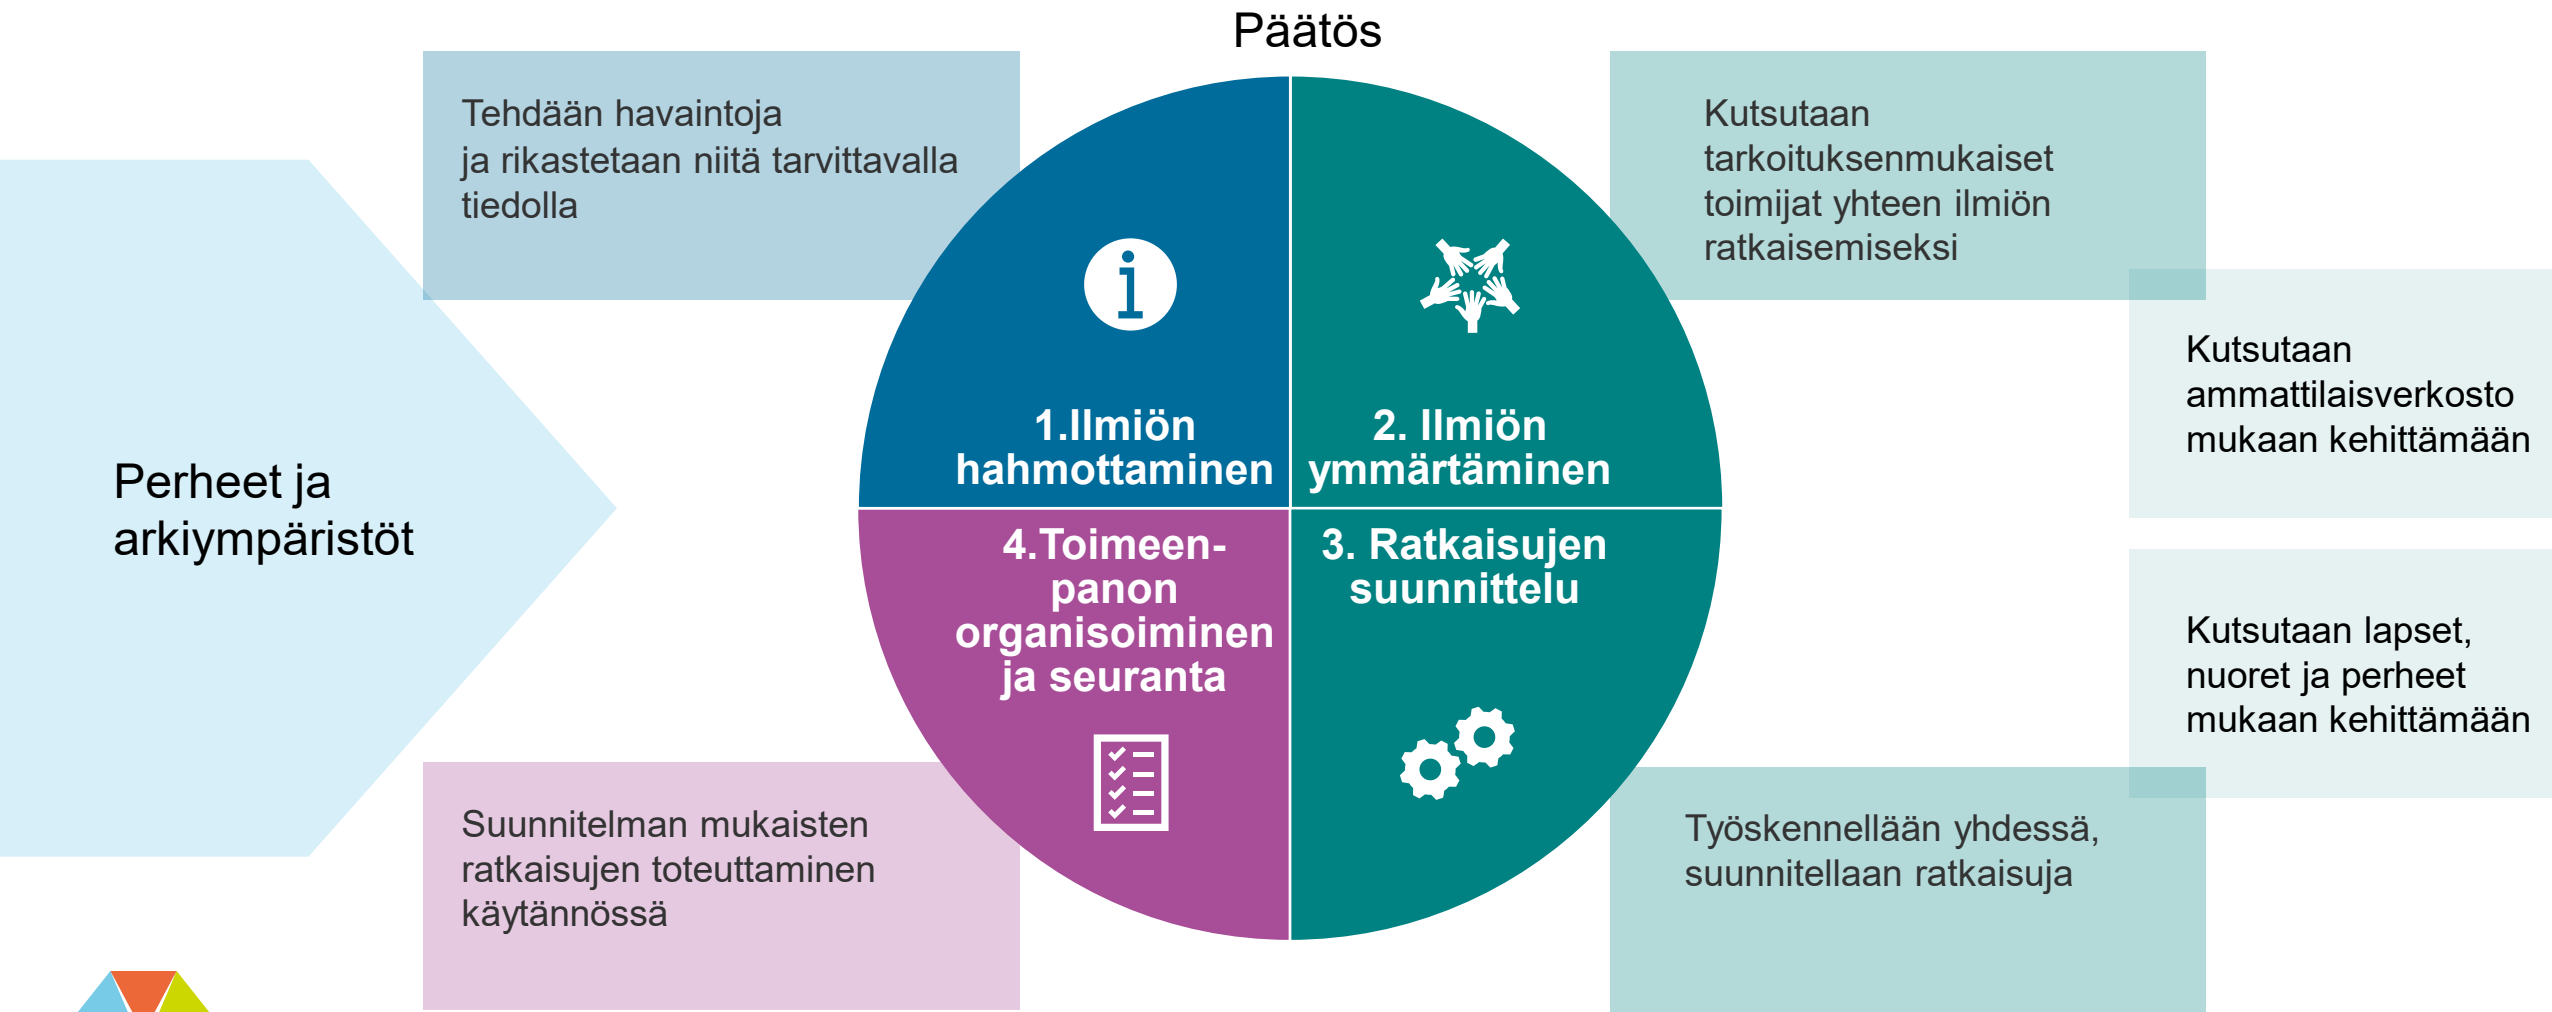 Päätös
Tehdään havaintoja
ja rikastetaan niitä tarvittavalla
tiedolla
Kutsutaan
tarkoituksenmukaiset
toimijat yhteen ilmiön
ratkaisemiseksi
Perheet ja
arkiympäristöt
1.Ilmiön
hahmottaminen
2. Ilmiön
ymmärtäminen
Kutsutaan
ammattilaisverkosto
mukaan kehittämään
4.Toimeen-
panon
organisoiminen
ja seuranta
3. Ratkaisujen
suunnittelu
Kutsutaan lapset,
nuoret ja perheet
mukaan kehittämään
Suunnitelman mukaisten
ratkaisujen toteuttaminen
käytännössä
Työskennellään yhdessä,
suunnitellaan ratkaisuja